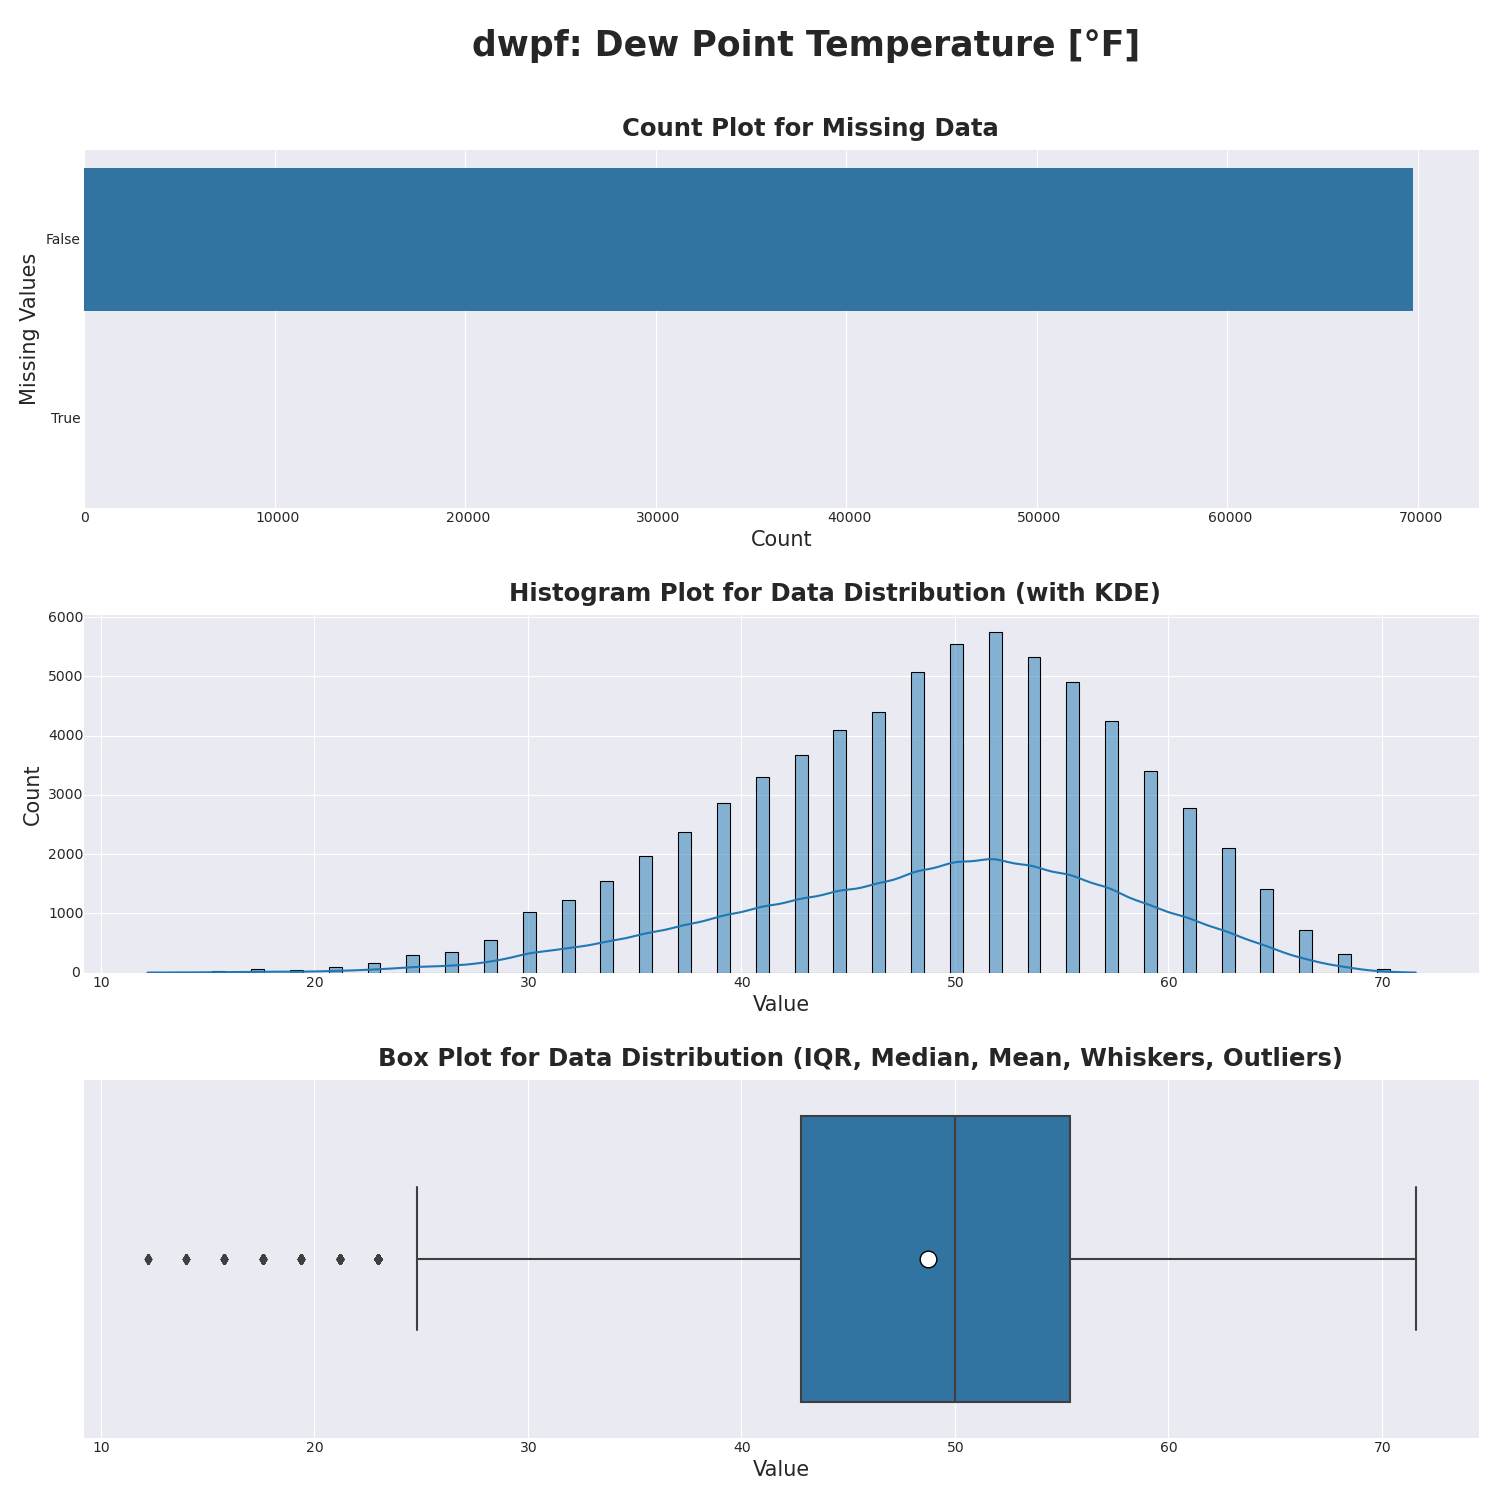 dwpf: Dew Point Temperature [°F]
Count Plot for Missing Data
Missing Values
False
True
0 10000 20000 30000 40000 50000 60000 70000
Count
Histogram Plot for Data Distribution (with KDE)
Count
6000
5000
4000
3000
2000
1000
0
10 20 30 40 50 60 70
Value
Box Plot for Data Distribution (IQR, Median, Mean, Whiskers, Outliers)
10 20 30 40 50 60 70
Value